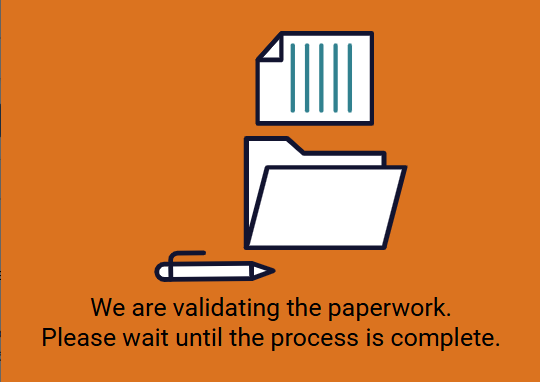 We are validating the paperwork.
Please wait until the process is complete.